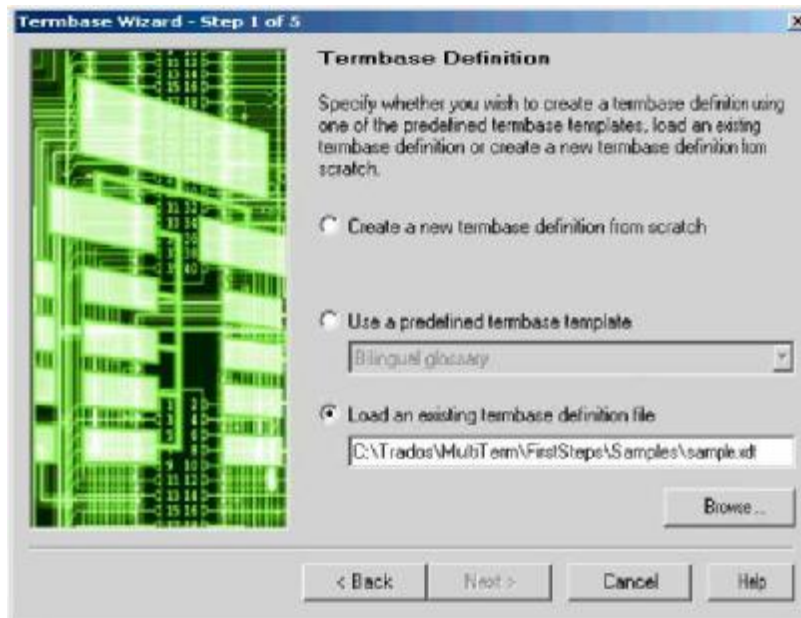 Termbase Wizard - Step 1 of 5
Termbase Definition
Specify whether you wish to create a termbase definition using
one of the predefined termbase templates, load an existing
termbase definition or create a new termbase definition from
scratch.
Create a new termbase definition from scratch
Use a predefined termbase template
Bilingual glossary
Load an existing termbase definition file
C:\Trados\MultiTerm\FirstSteps\Samples\sample.xdt
Browse ...
< Back
Next >
Cancel
Help